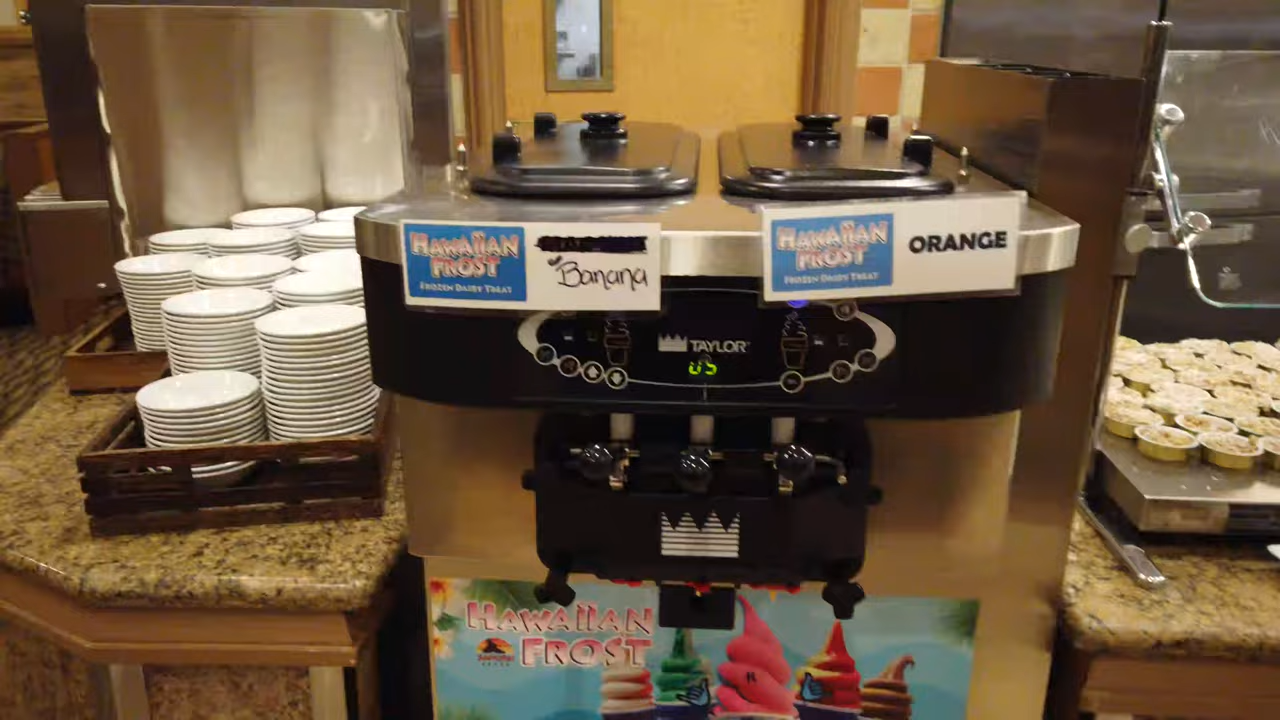 HAWAIIAN
FROST
FROZEN DAIRY TREAT
Banana
HAWAIIAN
FROST
FROZEN DAIRY TREAT
ORANGE
TAYLOR
HAWAIIAN
FROST